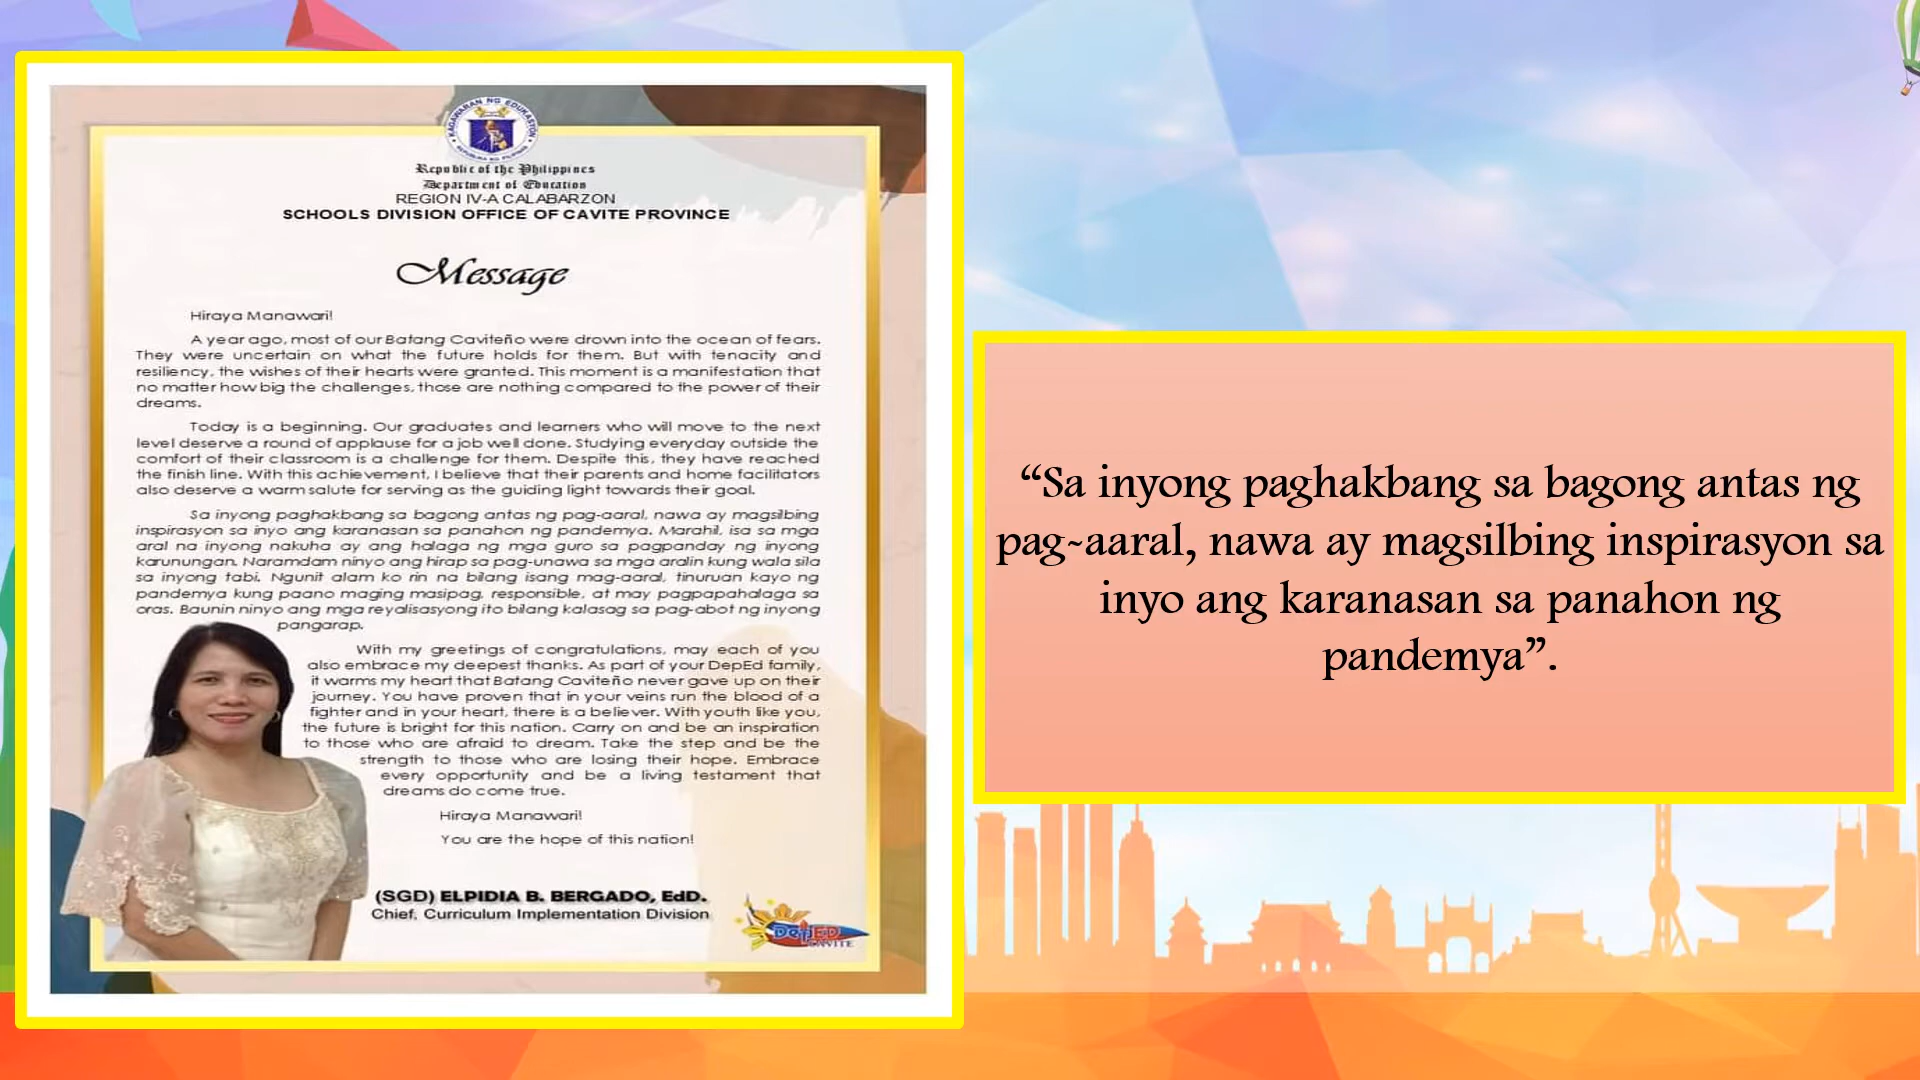 KAGAWARAN NG EDUKASYON
REPUBLIKA NG PILIPINAS
Republic of the Philippines
Department of Education
REGION IV-A CALABARZON
SCHOOLS DIVISION OFFICE OF CAVITE PROVINCE
Message
Hiraya Manawari!
A year ago, most of our Batang Caviteño were drown into the ocean of fears.
They were uncertain on what the future holds for them. But with tenacity and
resiliency, the wishes of their hearts were granted. This moment is a manifestation that
no matter how big the challenges, those are nothing compared to the power of their
dreams.
Today is a beginning. Our graduates and learners who will move to the next
level deserve a round of applause for a job well done. Studying everyday outside the
comfort of their classroom is a challenge for them. Despite this, they have reached
the finish line. With this achievement, I believe that their parents and home facilitators
also deserve a warm salute for serving as the guiding light towards their goal.
Sa inyong paghakbang sa bagong antas ng pag-aaral, nawa ay magsilbing
inspirasyon sa inyo ang karanasan sa panahon ng pandemya. Marahil, isa sa mga
aral na inyong nakuha ay ang halaga ng mga guro sa pagpanday ng inyong
karunungan. Naramdam ninyo ang hirap sa pag-unawa sa mga aralin kung wala sila
sa inyong tabi. Ngunit alam ko rin na bilang isang mag-aaral, tinuruan kayo ng
pandemya kung paano maging masipag, responsible, at may pagpapahalaga sa
oras. Baunin ninyo ang mga reyalisasyong ito bilang kalasag sa pag-abot ng inyong
pangarap.
With my greetings of congratulations, may each of you
also embrace my deepest thanks. As part of your DepEd family,
it warms my heart that Batang Caviteño never gave up on their
journey. You have proven that in your veins run the blood of a
fighter and in your heart, there is a believer. With youth like you,
the future is bright for this nation. Carry on and be an inspiration
to those who are afraid to dream. Take the step and be the
strength to those who are losing their hope. Embrace
every opportunity and be a living testament that
dreams do come true.
Hiraya Manawari!
You are the hope of this nation!
(SGD) ELPIDIA B. BERGADO, EdD.
Chief, Curriculum Implementation Division
DepED
CAVITE
“Sa inyong paghakbang sa bagong antas ng
pag-aaral, nawa ay magsilbing inspirasyon sa
inyo ang karanasan sa panahon ng
pandemya”.